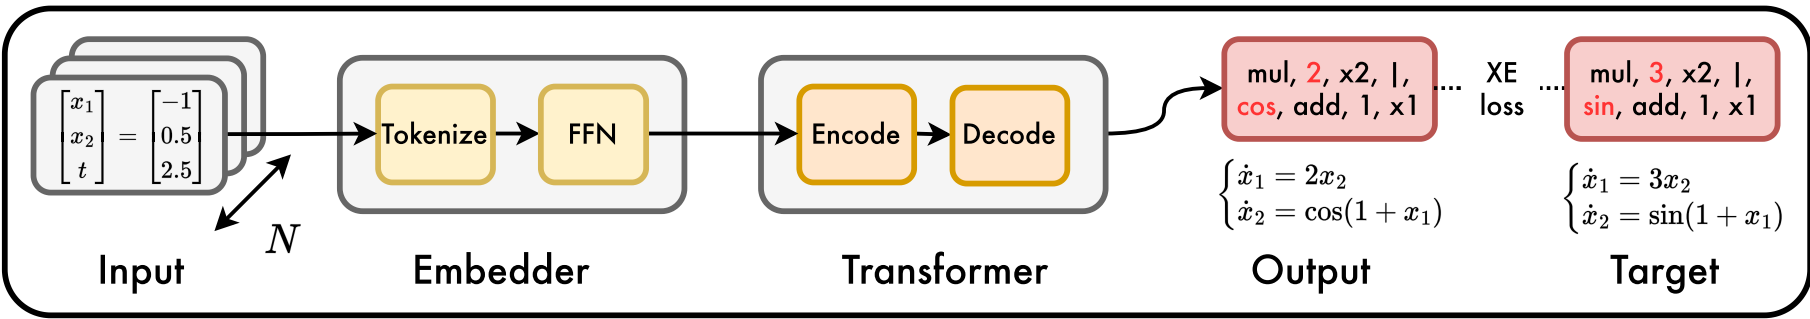 [x₁ x₂ t] = [−1 0.5 2.5]
N
Input
Tokenize
FFN
Embedder
Encode
Decode
Transformer
mul, 2, x2, |,
cos, add, 1, x1
ẋ₁ = 2x₂
ẋ₂ = cos(1 + x₁)
Output
XE
loss
mul, 3, x2, |,
sin, add, 1, x1
ẋ₁ = 3x₂
ẋ₂ = sin(1 + x₁)
Target